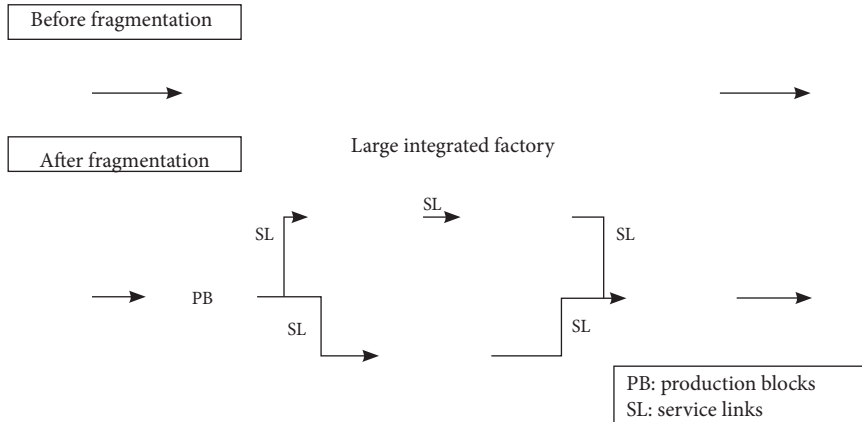 Before fragmentation
Large integrated factory
After fragmentation
SL
SL
SL
PB
SL
SL
PB: production blocks
SL: service links